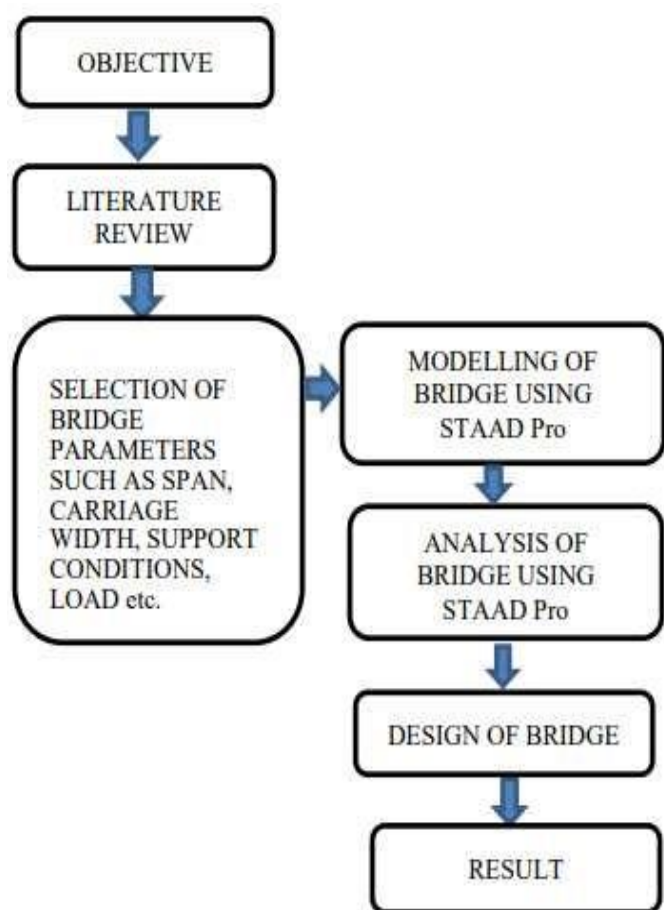 OBJECTIVE
LITERATURE
REVIEW
SELECTION OF
BRIDGE
PARAMETERS
SUCH AS SPAN,
CARRIAGE
WIDTH, SUPPORT
CONDITIONS,
LOAD etc.
MODELLING OF
BRIDGE USING
STAAD Pro
ANALYSIS OF
BRIDGE USING
STAAD Pro
DESIGN OF BRIDGE
RESULT